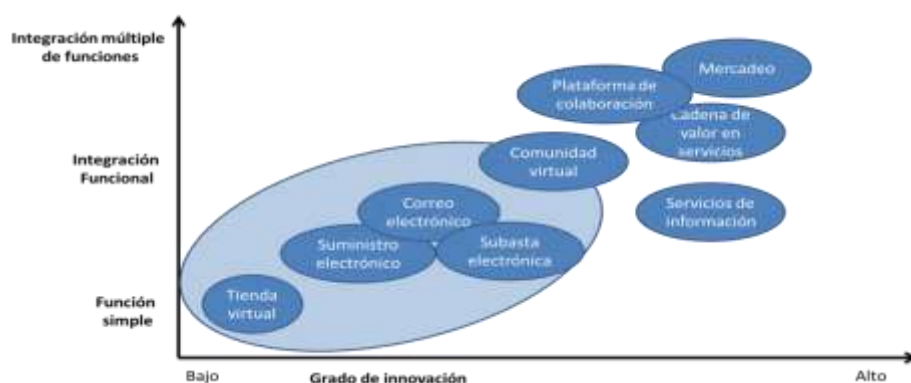 Integración múltiple
de funciones
Mercadeo
Plataforma de
colaboración
Cadena de
valor en
servicios
Integración
Funcional
Comunidad
virtual
Correo
electrónico
Servicios de
información
Suministro
electrónico
Subasta
electrónica
Función
simple
Tienda
virtual
Bajo
Grado de innovación
Alto